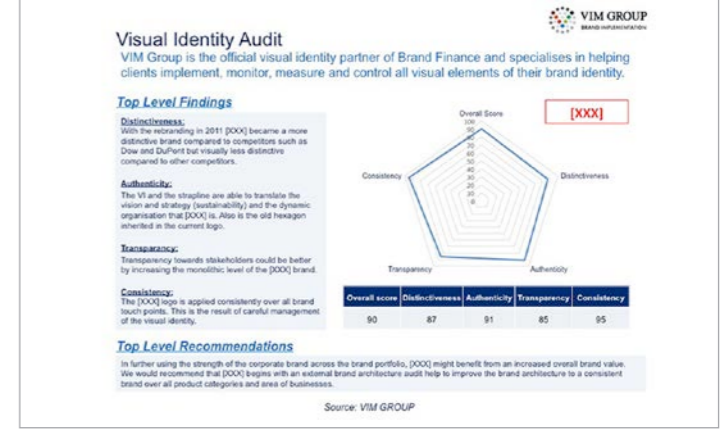 VIM GROUP
BRAND IMPLEMENTATION
Visual Identity Audit
VIM Group is the official visual identity partner of Brand Finance and specialises in helping
clients implement, monitor, measure and control all visual elements of their brand identity.
Top Level Findings
Distinctiveness:
With the rebranding in 2011 [XXX] became a more
distinctive brand compared to competitors such as
Dow and DuPont but visually less distinctive
compared to other competitors.
Authenticity:
The VI and the strapline are able to translate the
vision and strategy (sustainability) and the dynamic
organisation that [XXX] is. Also is the old hexagon
inherited in the current logo.
Transparancy:
Transparency towards stakeholders could be better
by increasing the monolithic level of the [XXX] brand.
Consistency:
The [XXX] logo is applied consistently over all brand
touch points. This is the result of careful management
of the visual identity.
[XXX]
Overall Score
100
90
80
70
60
50
40
30
20
10
0
Consistency
Distinctiveness
Transparency
Authenticity
Overall score Distinctiveness Authenticity Transparency Consistency
90 87 91 85 95
Top Level Recommendations
In further using the strength of the corporate brand across the brand portfolio, [XXX] might benefit from an increased overall brand value.
We would recommend that [XXX] begins with an external brand architecture audit help to improve the brand architecture to a consistent
brand over all product categories and area of businesses.
Source: VIM GROUP